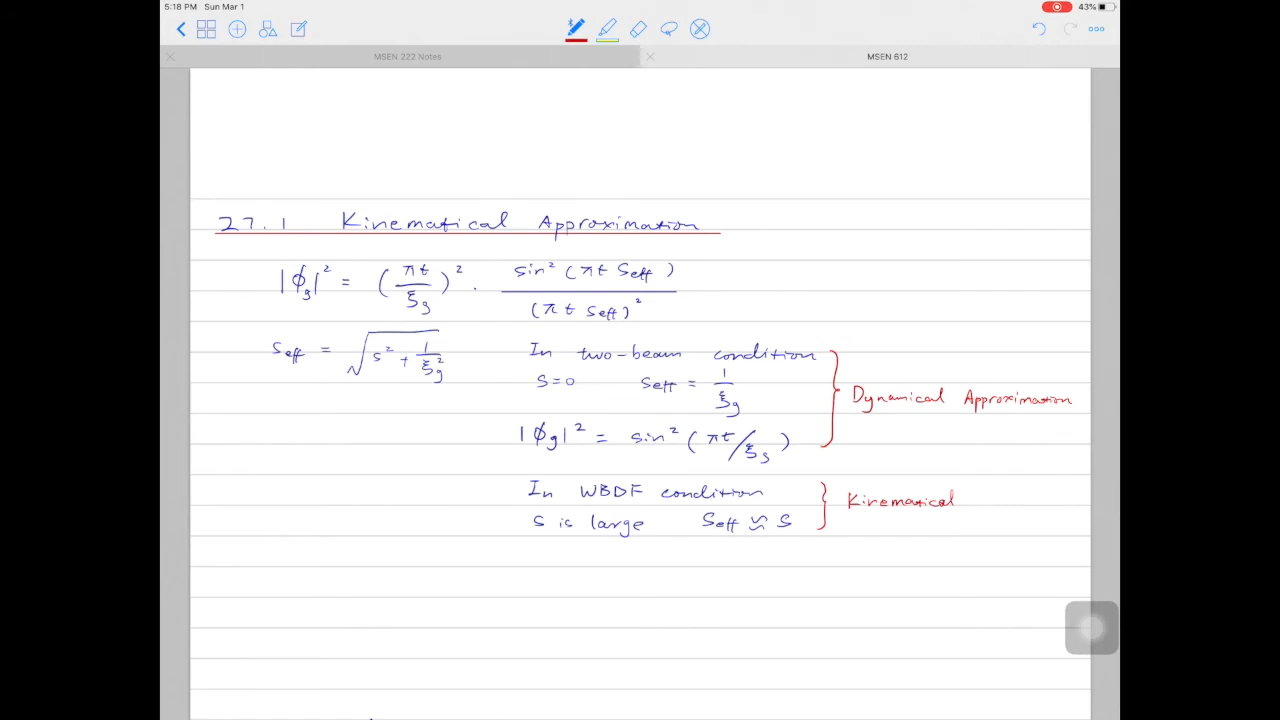 5:18 PM Sun Mar 1
43%
MSEN 222 Notes
MSEN 612
27.1 Kinematical Approximation
|ϕg|² = (πt/ξg)² · sin²(πt Seff)/(πt Seff)²
Seff = √(s² + 1/ξg²)
In two-beam condition
S=0 Seff = 1/ξg
|ϕg|² = sin²(πt/ξg)
Dynamical Approximation
In WBDF condition
s is large Seff ≈ S
Kinematical